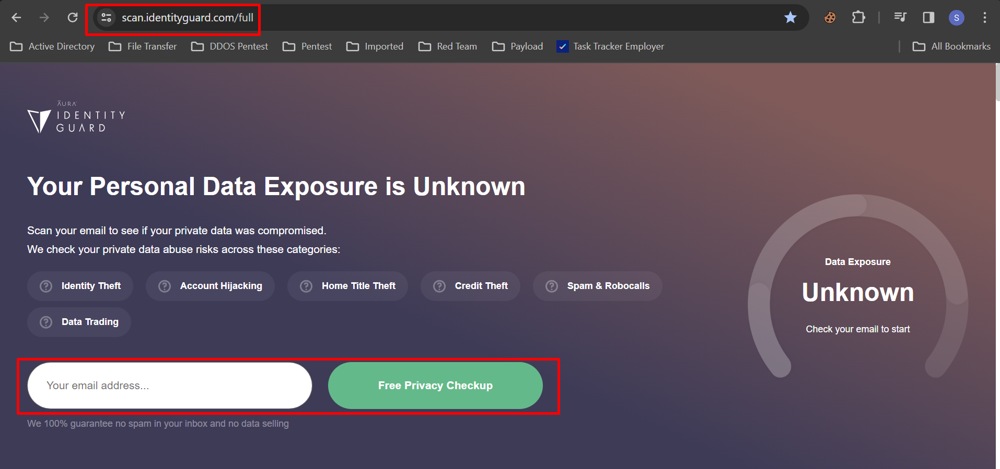 scan.identityguard.com/full
S
Active Directory File Transfer DDOS Pentest Pentest Imported Red Team Payload Task Tracker Employer All Bookmarks
ĀURA
IDENTITY
GUARD
Your Personal Data Exposure is Unknown
Scan your email to see if your private data was compromised.
We check your private data abuse risks across these categories:
Identity Theft Account Hijacking Home Title Theft Credit Theft Spam & Robocalls
Data Trading
Data Exposure
Unknown
Check your email to start
Your email address... Free Privacy Checkup
We 100% guarantee no spam in your inbox and no data selling